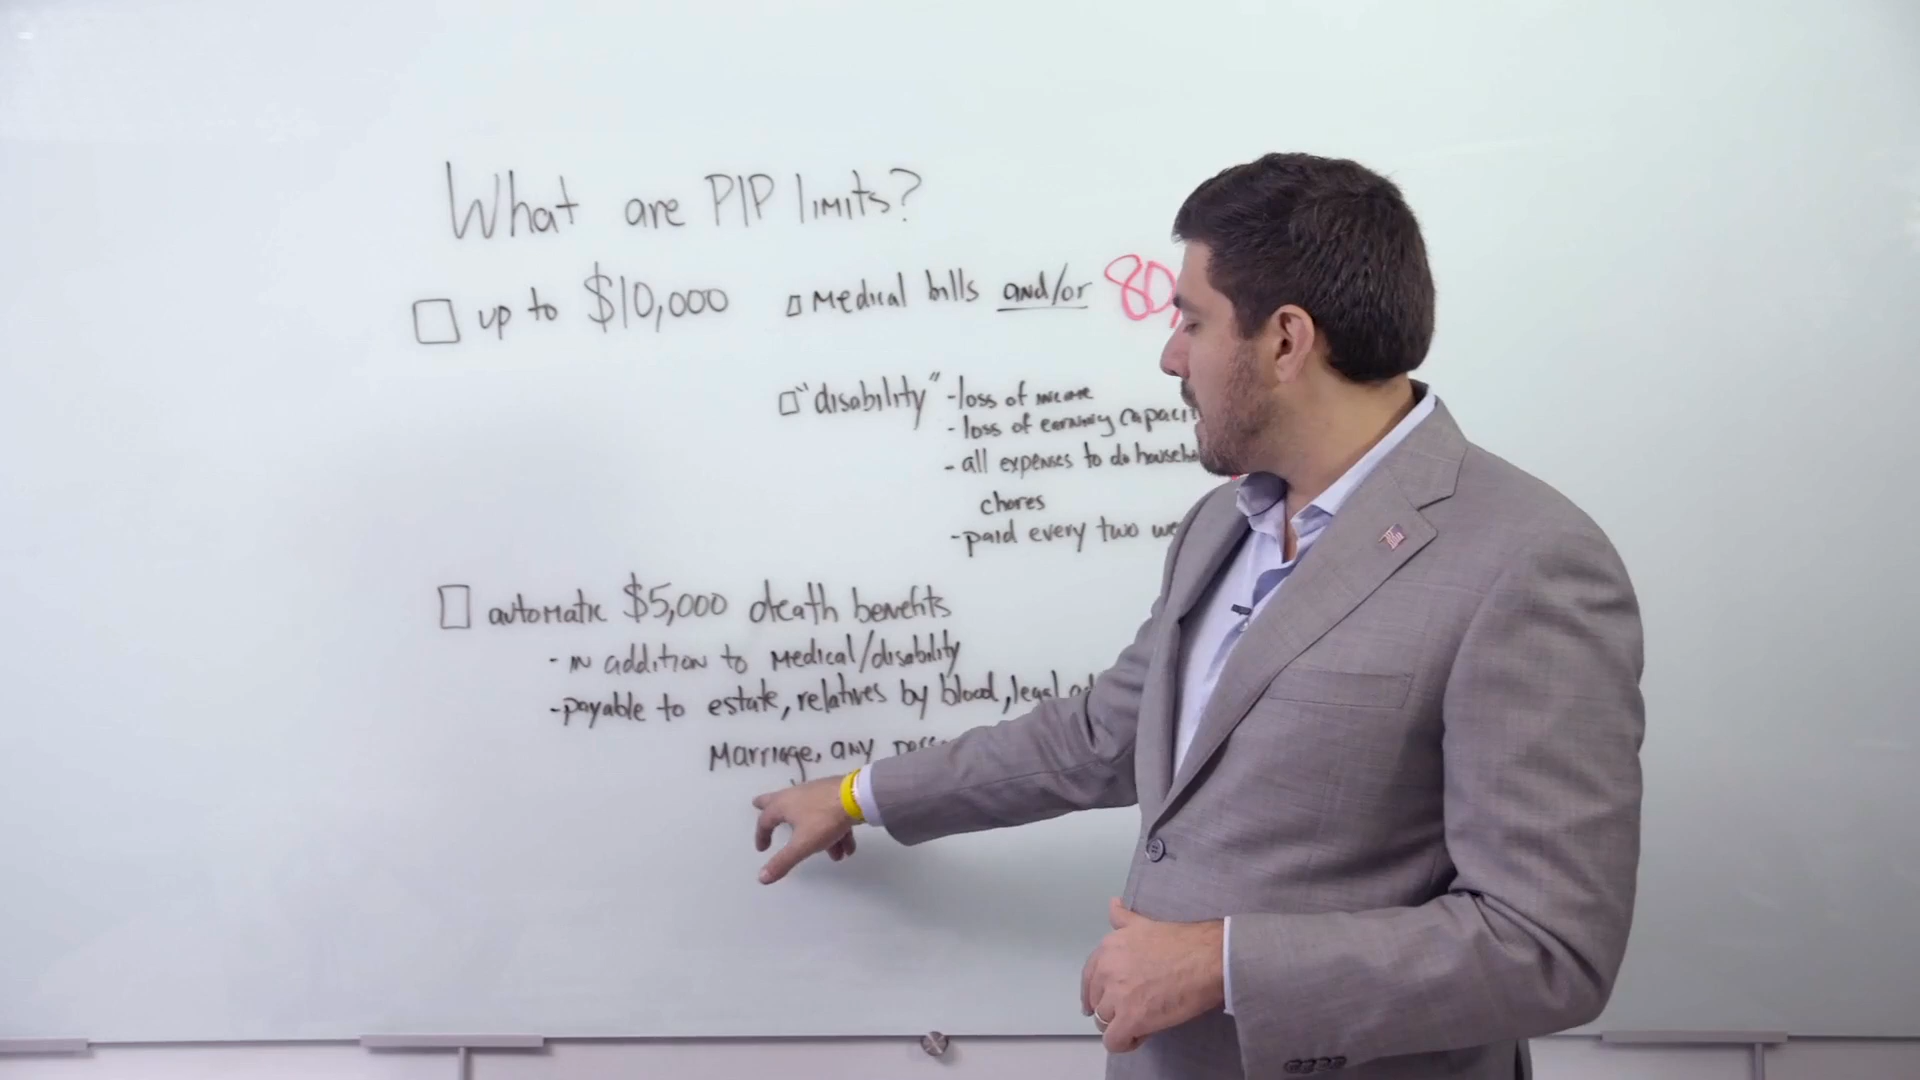 What are PIP limits?
up to $10,000 Medical bills and/or 80
"disability" - loss of income
- loss of earning capacit
- all expenses to do househo
chores
- paid every two we
automatic $5,000 death benefits
- in addition to Medical/disability
- payable to estate, relatives by blood, legal ad
Marriage, any